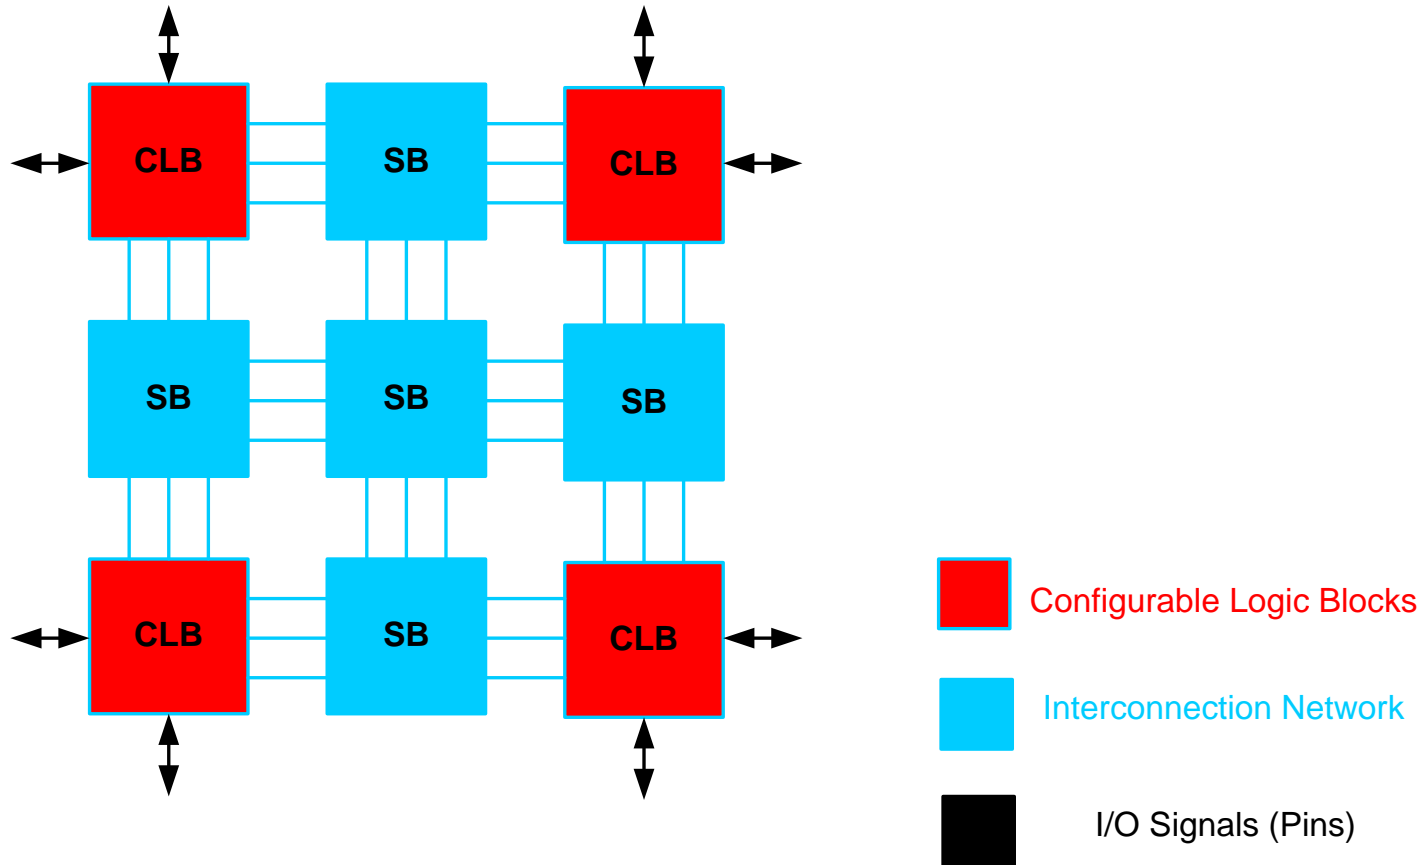 CLB
SB
CLB
SB
SB
SB
CLB
SB
CLB
Configurable Logic Blocks
Interconnection Network
I/O Signals (Pins)